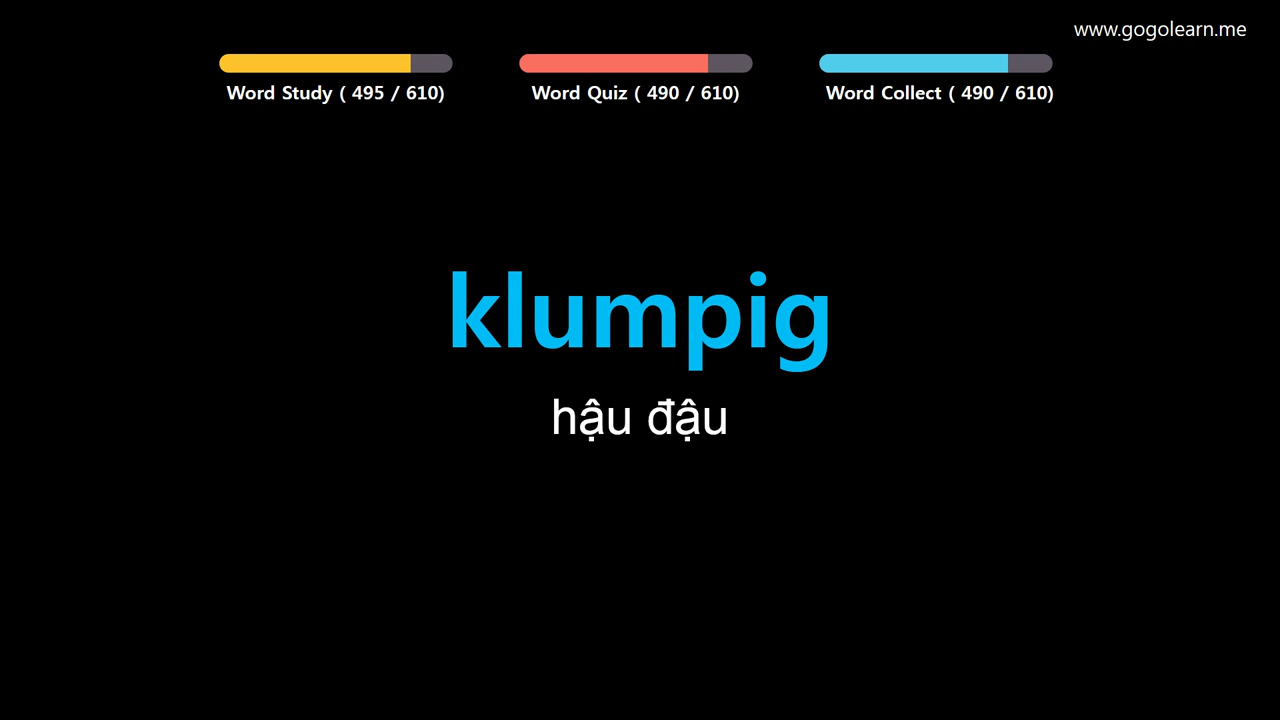 www.gogolearn.me
Word Study ( 495 / 610)
Word Quiz ( 490 / 610)
Word Collect ( 490 / 610)
klumpig
hậu đậu